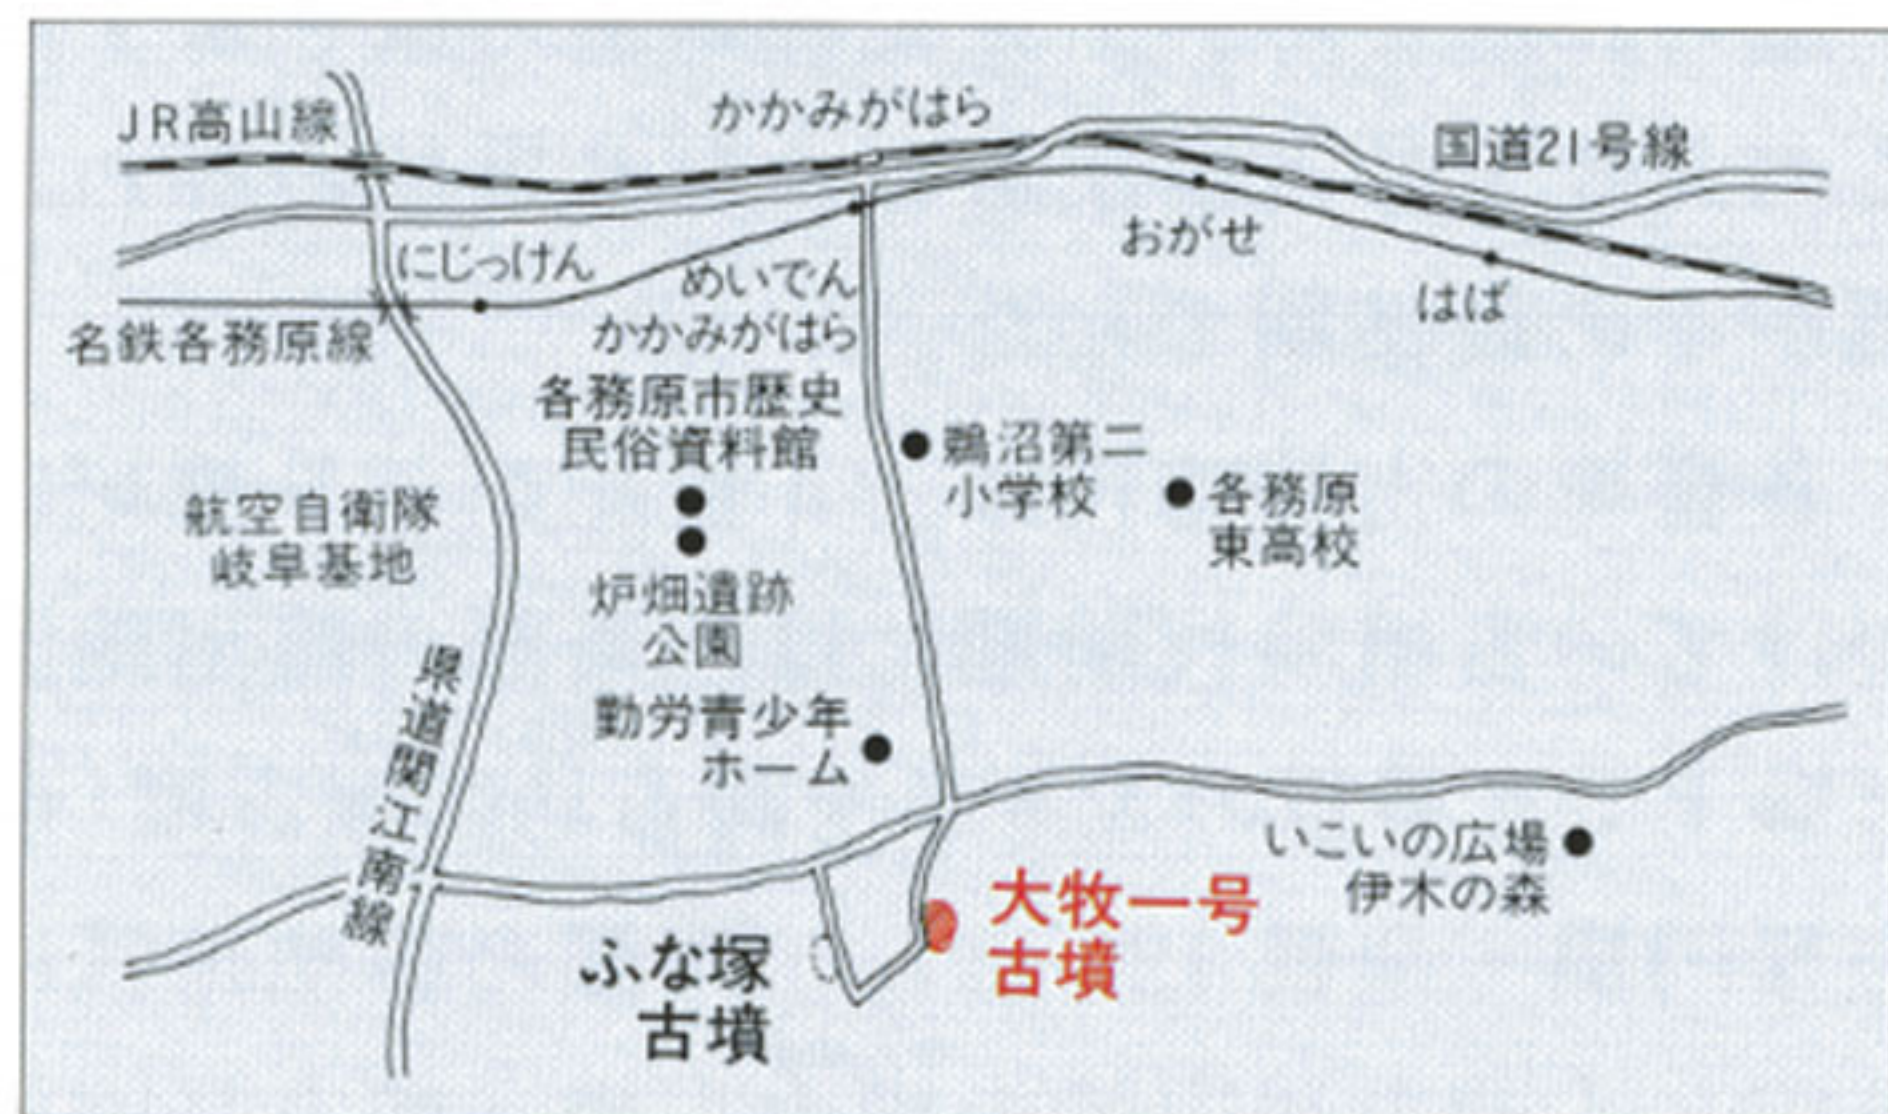 JR高山線
かかみがはら
国道21号線
にじっけん
めいでん
かかみがはら
おがせ
はば
名鉄各務原線
各務原市歴史
民俗資料館
鵜沼第二
小学校
各務原
東高校
航空自衛隊
岐阜基地
炉畑遺跡
公園
県道関江南線
勤労青少年
ホーム
いこいの広場
伊木の森
大牧一号
古墳
ふな塚
古墳